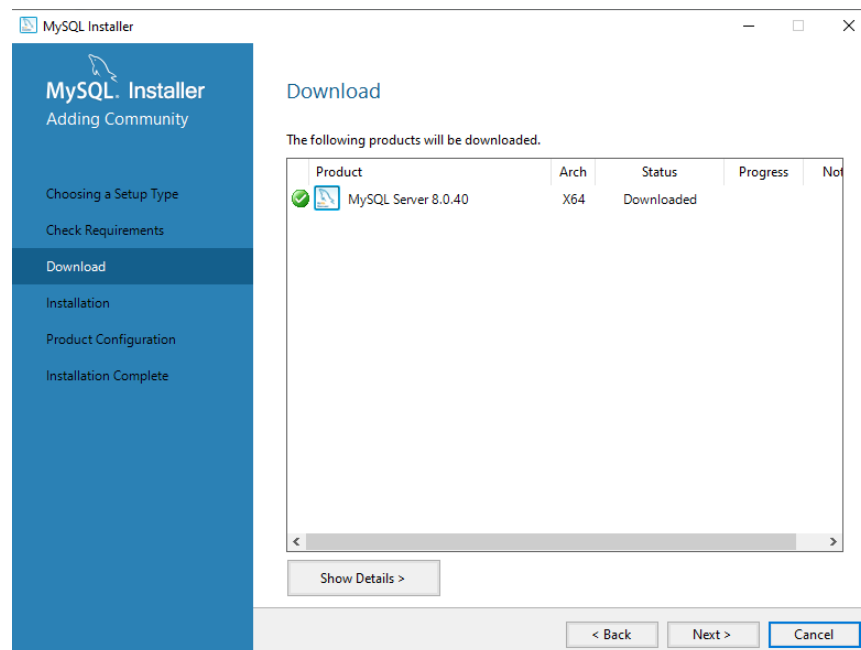 MySQL Installer
MySQL. Installer
Adding Community
Choosing a Setup Type
Check Requirements
Download
Installation
Product Configuration
Installation Complete
Download
The following products will be downloaded.
Product Arch Status Progress Not
MySQL Server 8.0.40 X64 Downloaded
Show Details >
< Back Next > Cancel